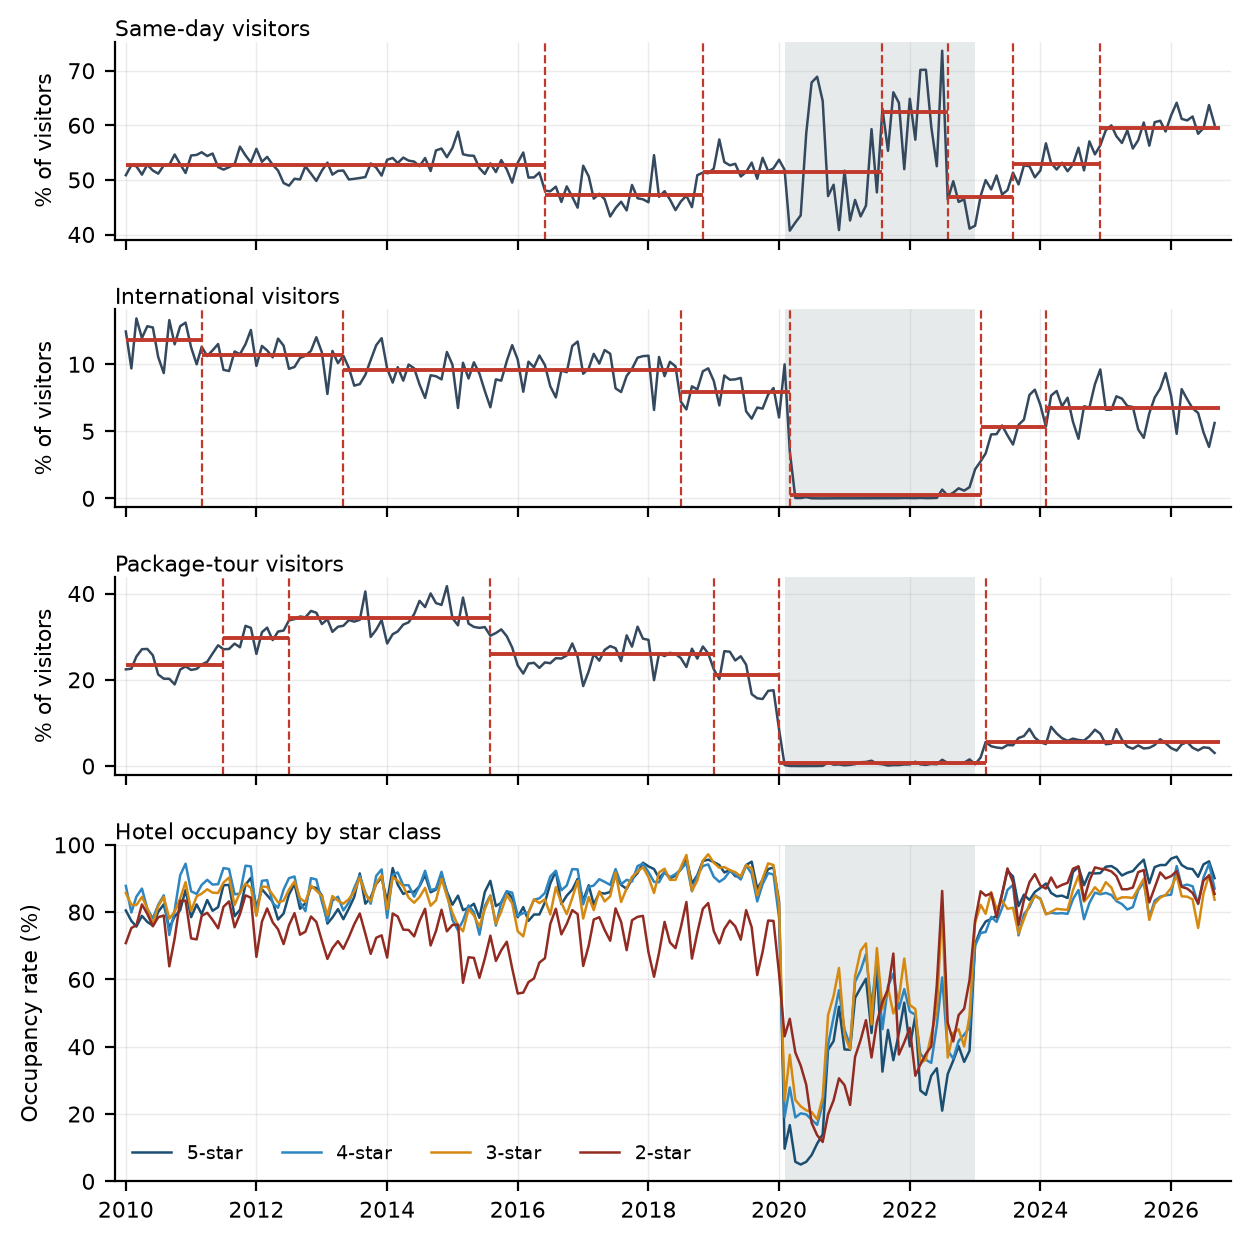 Same-day visitors
% of visitors
70
60
50
40
International visitors
% of visitors
10
5
0
Package-tour visitors
% of visitors
40
20
0
Hotel occupancy by star class
Occupancy rate (%)
100
80
60
40
20
0
5-star 4-star 3-star 2-star
2010 2012 2014 2016 2018 2020 2022 2024 2026